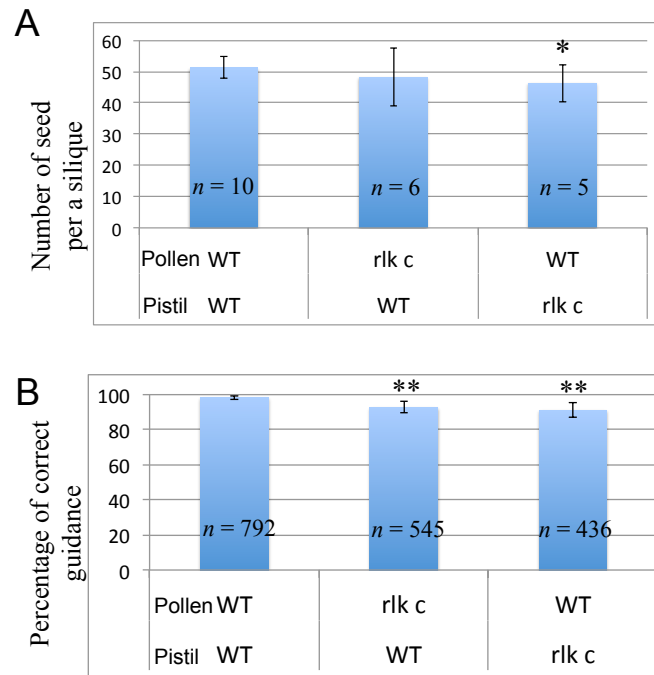 A
Number of seed
per a silique
60
50
40
30
20
10
0
*
n = 10 n = 6 n = 5
Pollen WT rlk c WT
Pistil WT WT rlk c
B
Percentage of correct
guidance
100
80
60
40
20
0
** **
n = 792 n = 545 n = 436
Pollen WT rlk c WT
Pistil WT WT rlk c